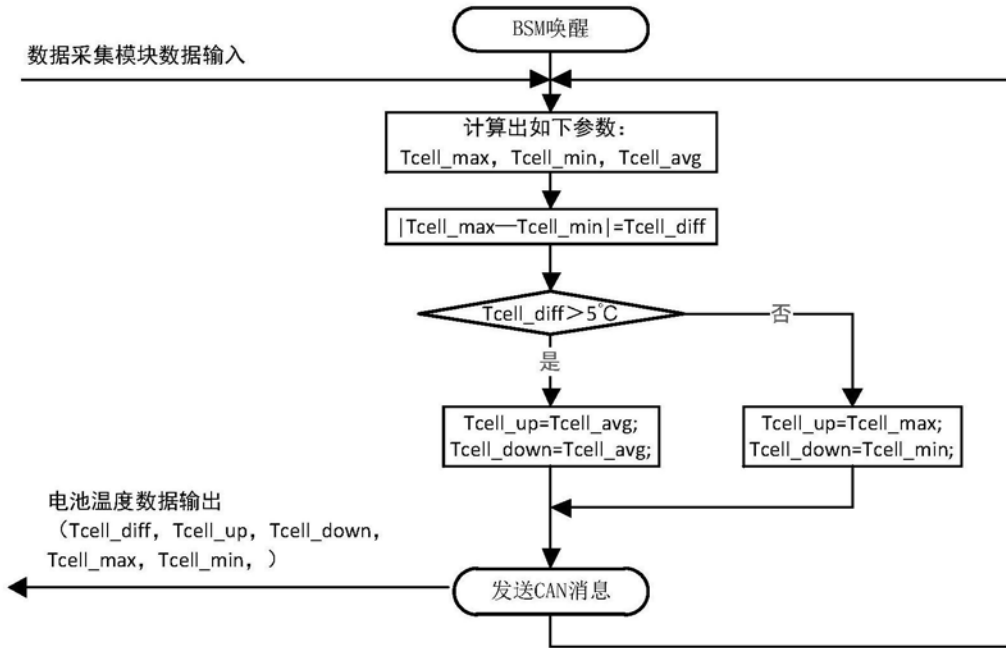 BSM唤醒
数据采集模块数据输入
计算出如下参数：
Tcell_max，Tcell_min，Tcell_avg
|Tcell_max—Tcell_min|=Tcell_diff
Tcell_diff＞5℃
否
是
Tcell_up=Tcell_avg;
Tcell_down=Tcell_avg;
Tcell_up=Tcell_max;
Tcell_down=Tcell_min;
电池温度数据输出
（Tcell_diff，Tcell_up，Tcell_down，
Tcell_max，Tcell_min，）
发送CAN消息